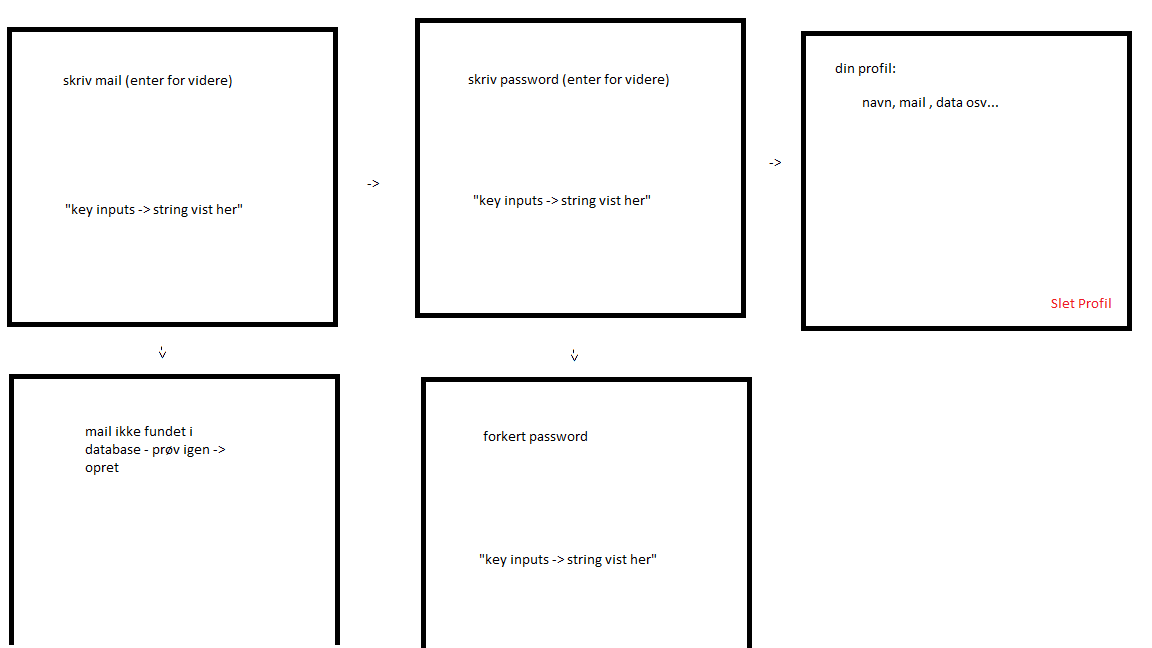 skriv mail (enter for videre)
"key inputs -> string vist her"
->
skriv password (enter for videre)
"key inputs -> string vist her"
->
din profil:
navn, mail , data osv...
Slet Profil
mail ikke fundet i
database - prøv igen ->
opret
forkert password
"key inputs -> string vist her"